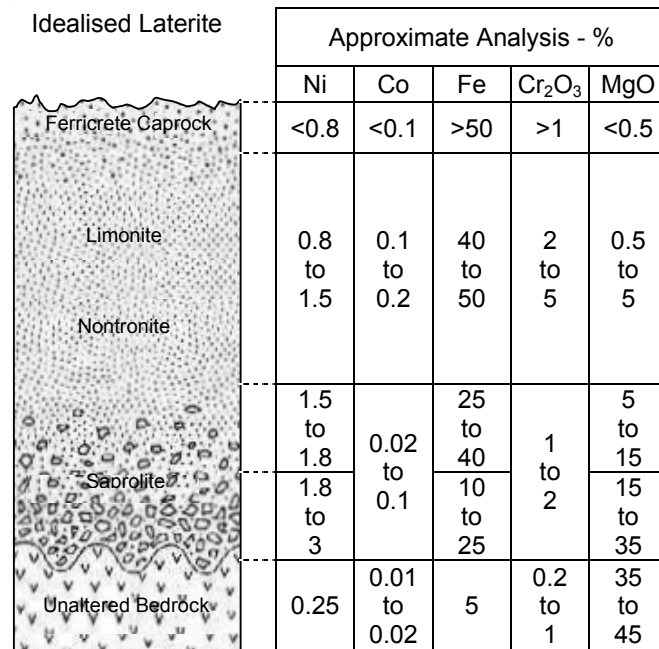 Idealised Laterite
Approximate Analysis - %
Ni Co Fe Cr₂O₃ MgO
Ferricrete Caprock <0.8 <0.1 >50 >1 <0.5
Limonite
Nontronite
0.8 to 1.5
0.1 to 0.2
40 to 50
2 to 5
0.5 to 5
Saprolite
1.5 to 1.8
1.8 to 3
0.02 to 0.1
25 to 40
10 to 25
1 to 2
5 to 15
15 to 35
Unaltered Bedrock
0.25
0.01 to 0.02
5
0.2 to 1
35 to 45